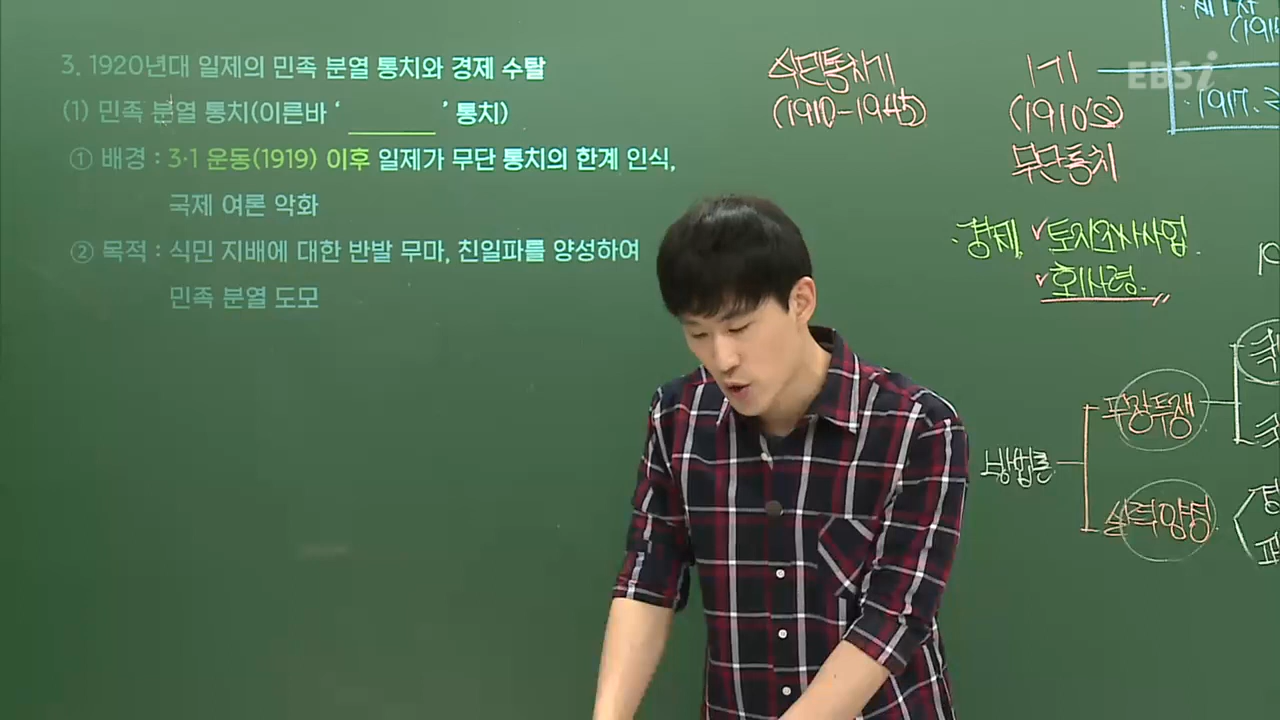 3. 1920년대 일제의 민족 분열 통치와 경제 수탈
(1) 민족 분열 통치(이른바 ‘ ’ 통치)
① 배경 : 3·1 운동(1919) 이후 일제가 무단 통치의 한계 인식,
국제 여론 악화
② 목적 : 식민 지배에 대한 반발 무마, 친일파를 양성하여
민족 분열 도모
식민통치기
(1910-1945)
1기
(1910'S)
무단통치
·경제 ✓토지조사사업
✓회사령
방법론
무장투쟁
실력양성
·1917.
EBSi